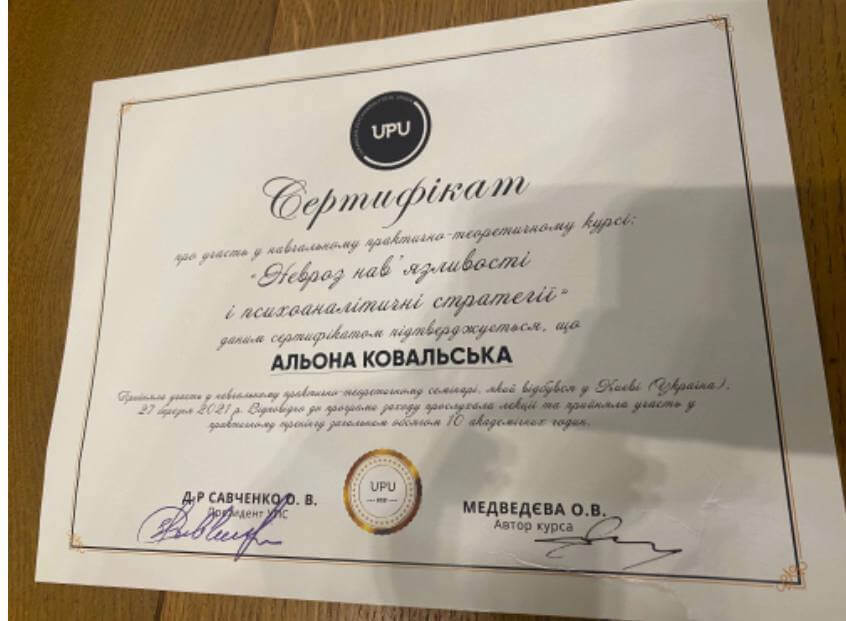 UPU
Сертифікат
про участь у навчальному практично-теоретичному курсі:
"Невроз нав'язливості
і психоаналітичні стратегії"
даним сертифікатом підтверджується, що
АЛЬОНА КОВАЛЬСЬКА
Прийняла участь у навчальному практично-теоретичному семінарі, який відбувся у Києві (Україна),
27 березня 2021 р. Відповідно до програми заходу прослухала лекції та прийняла участь у
практичному тренінгу загальним обсягом 10 академічних годин.
UPU
Д-Р САВЧЕНКО О. В.
Президент УПС
МЕДВЕДЄВА О.В.
Автор курса